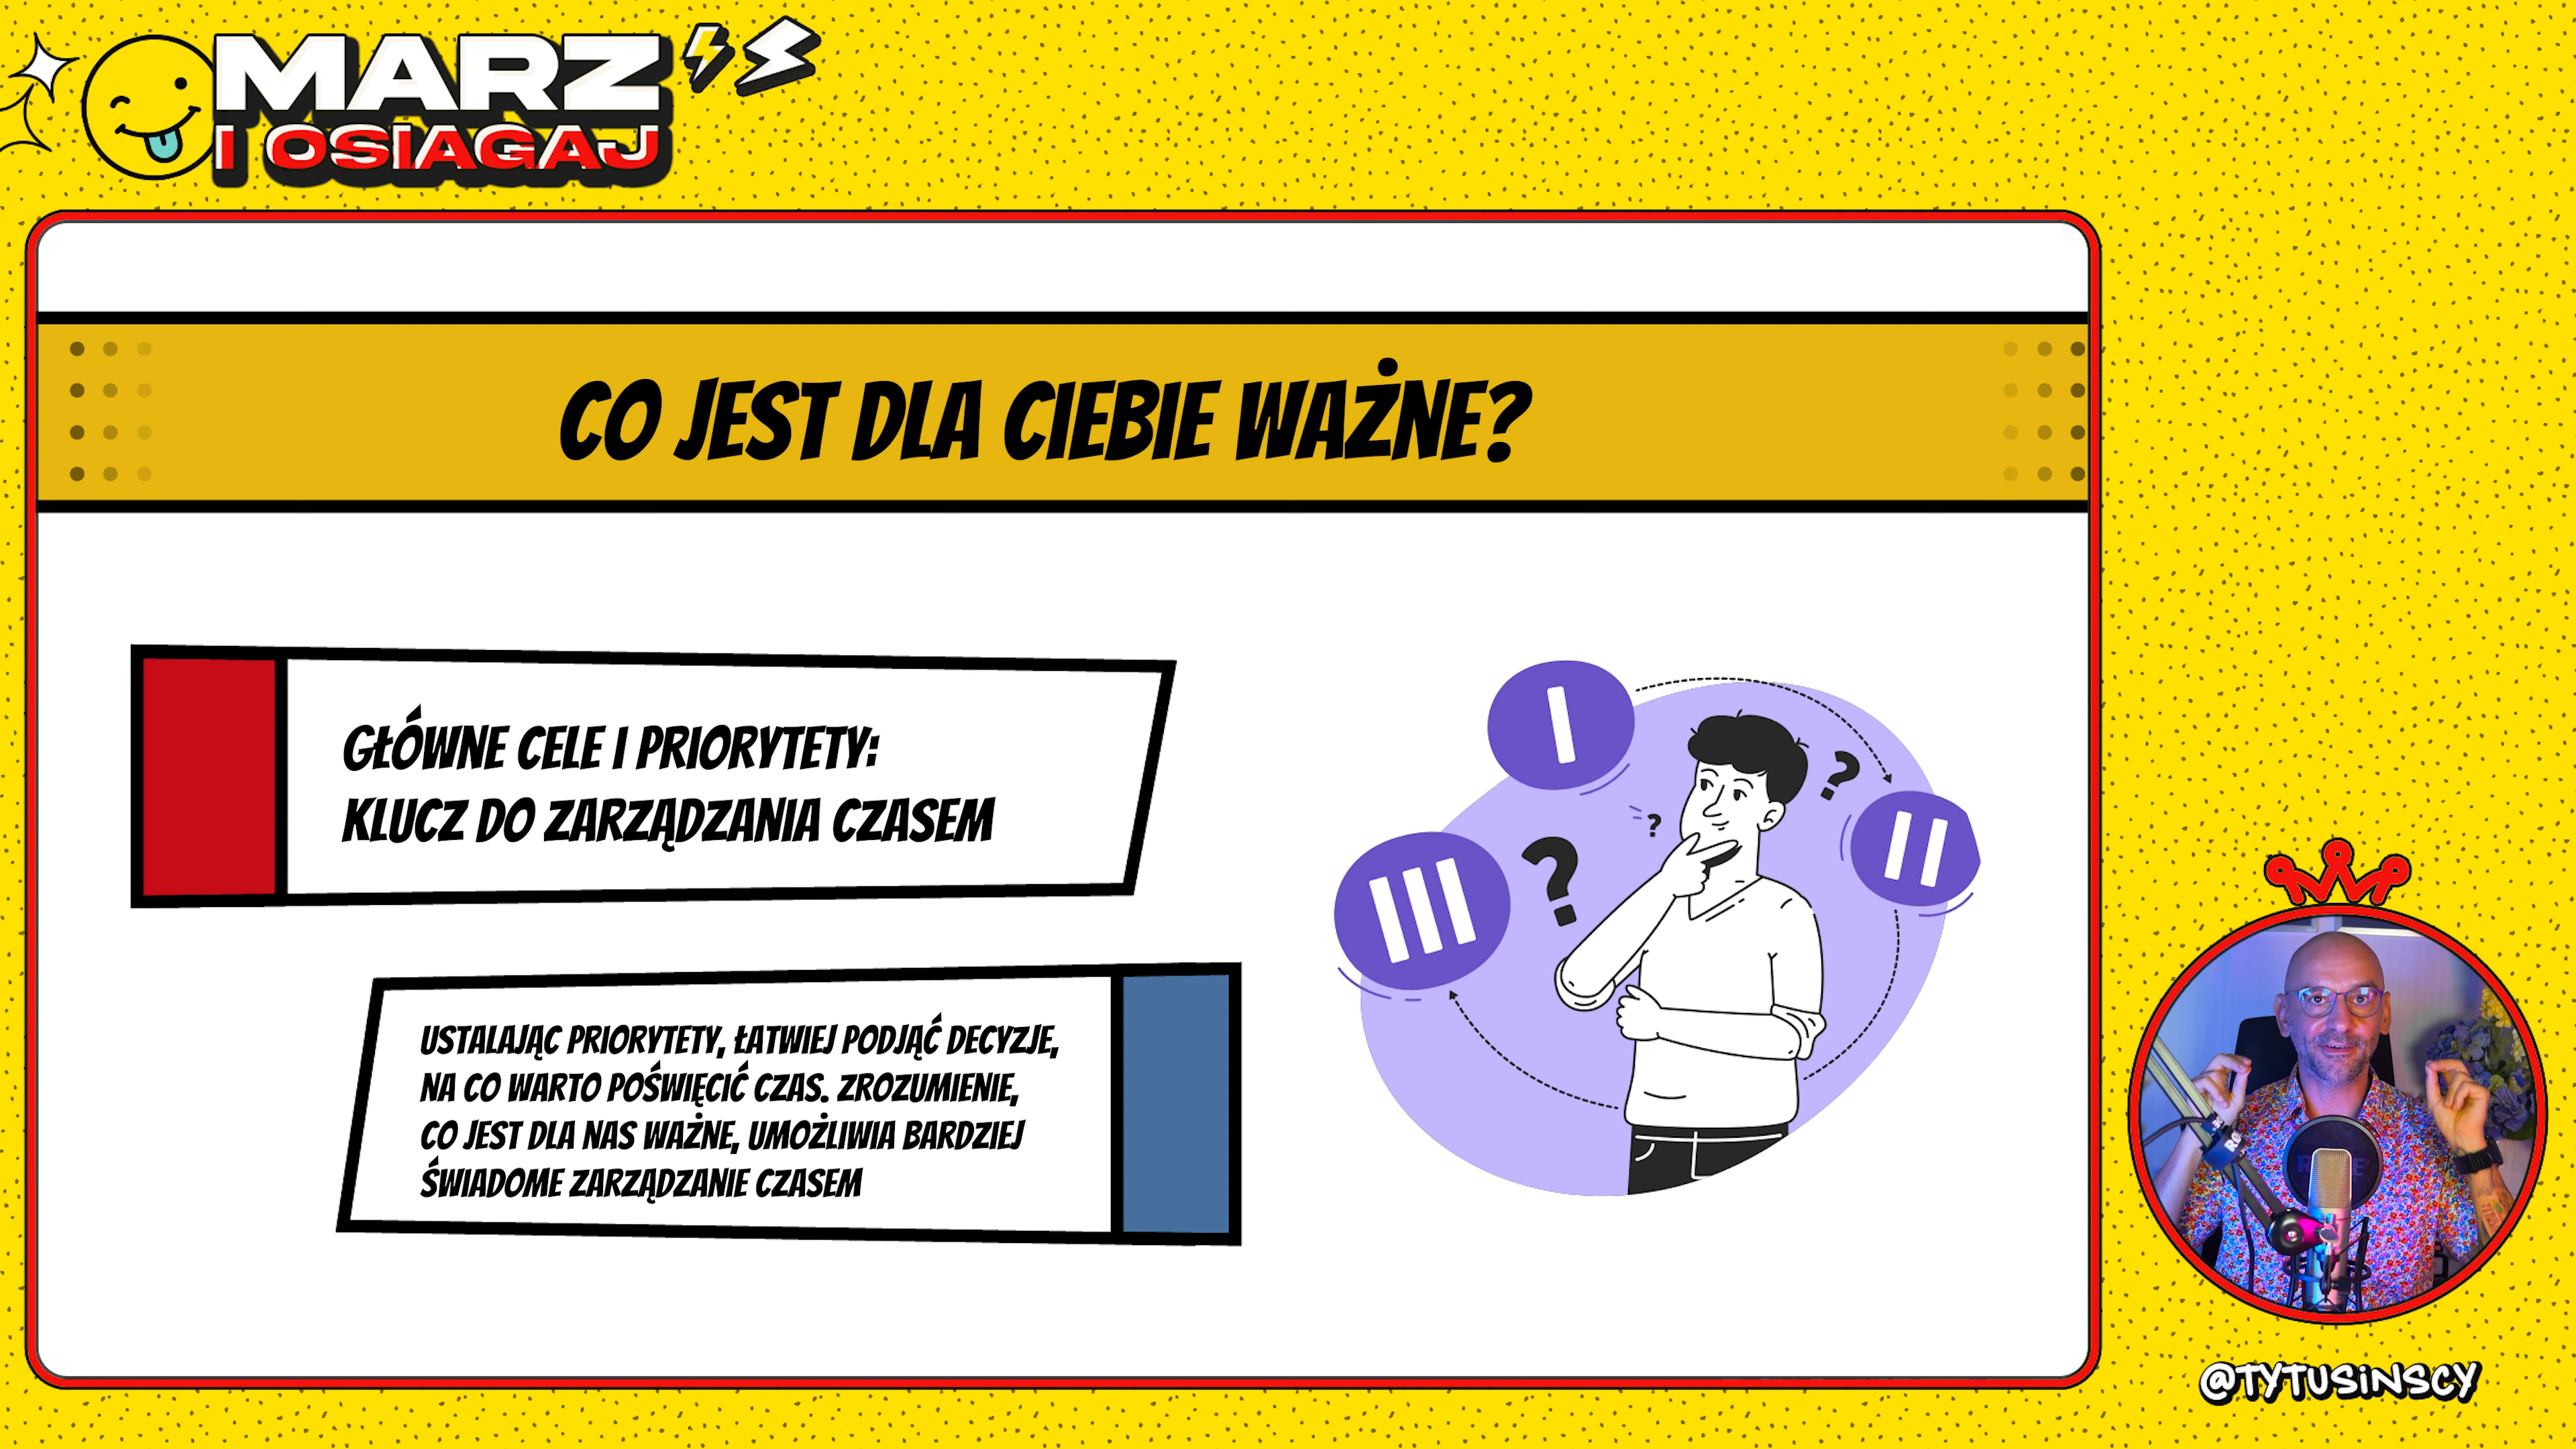 MARZ
I OSIAGAJ
CO JEST DLA CIEBIE WAŻNE?
GŁÓWNE CELE I PRIORYTETY:
KLUCZ DO ZARZĄDZANIA CZASEM
I
?
II
?
?
III
USTALAJĄC PRIORYTETY, ŁATWIEJ PODJĄĆ DECYZJE,
NA CO WARTO POŚWIĘCIĆ CZAS. ZROZUMIENIE,
CO JEST DLA NAS WAŻNE, UMOŻLIWIA BARDZIEJ
ŚWIADOME ZARZĄDZANIE CZASEM
@TYTUSiNSCY